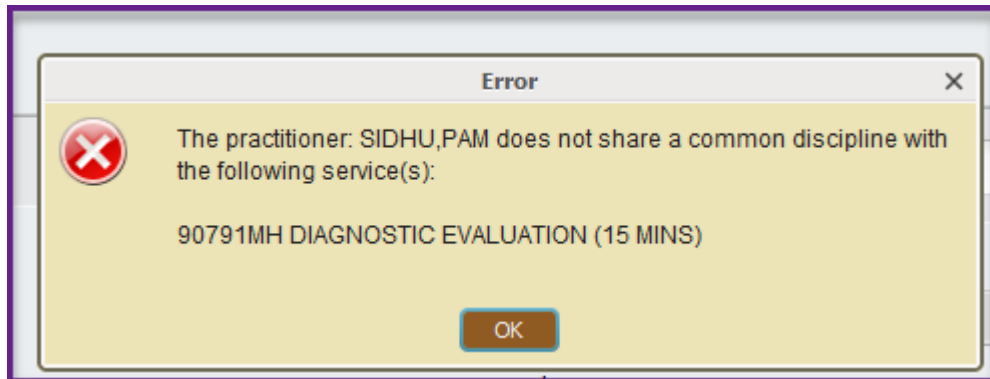 Error
The practitioner: SIDHU,PAM does not share a common discipline with
the following service(s):
90791MH DIAGNOSTIC EVALUATION (15 MINS)
OK